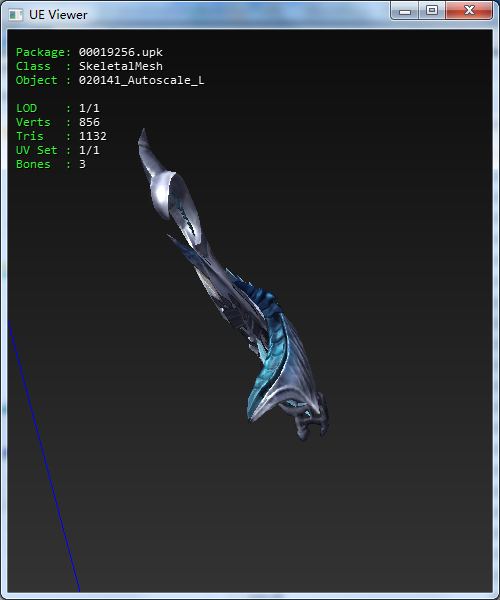 UE Viewer
Package: 00019256.upk
Class : SkeletalMesh
Object : 020141_Autoscale_L
LOD : 1/1
Verts : 856
Tris : 1132
UV Set : 1/1
Bones : 3